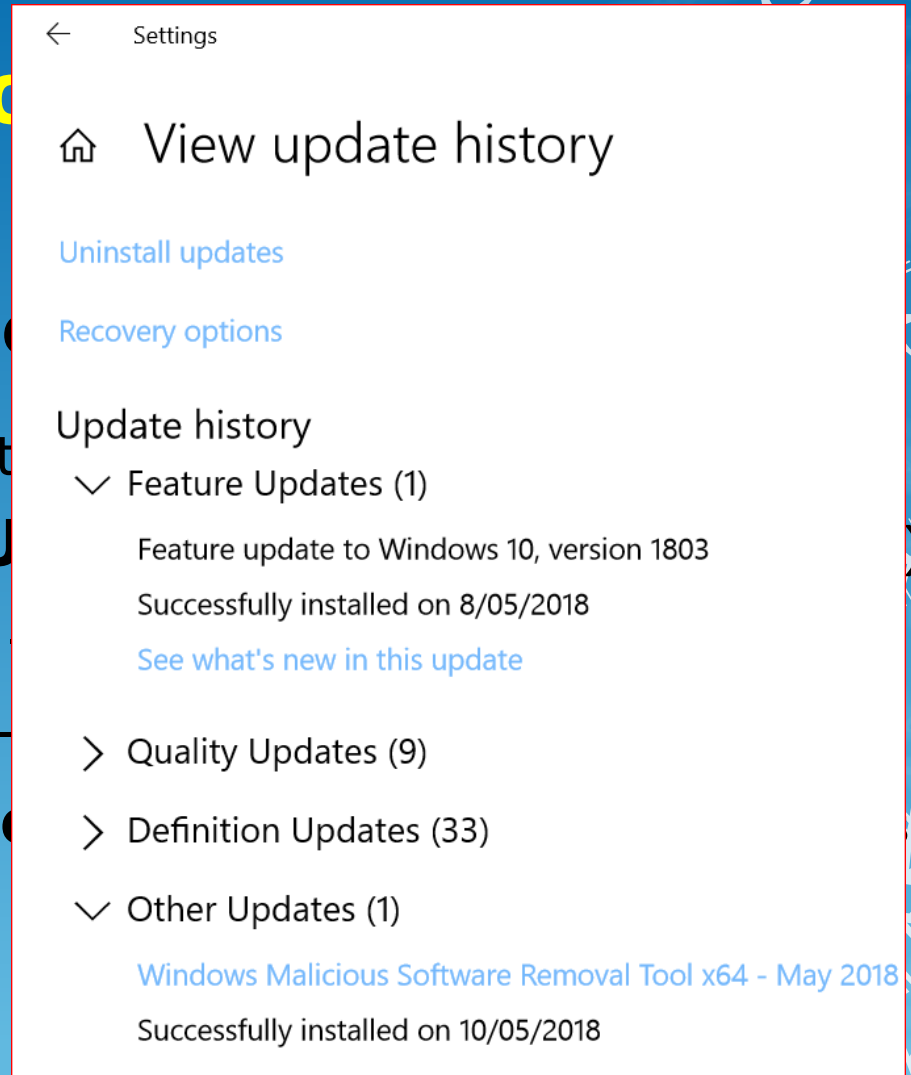 Settings
View update history
Uninstall updates
Recovery options
Update history
Feature Updates (1)
Feature update to Windows 10, version 1803
Successfully installed on 8/05/2018
See what's new in this update
Quality Updates (9)
Definition Updates (33)
Other Updates (1)
Windows Malicious Software Removal Tool x64 - May 2018
Successfully installed on 10/05/2018